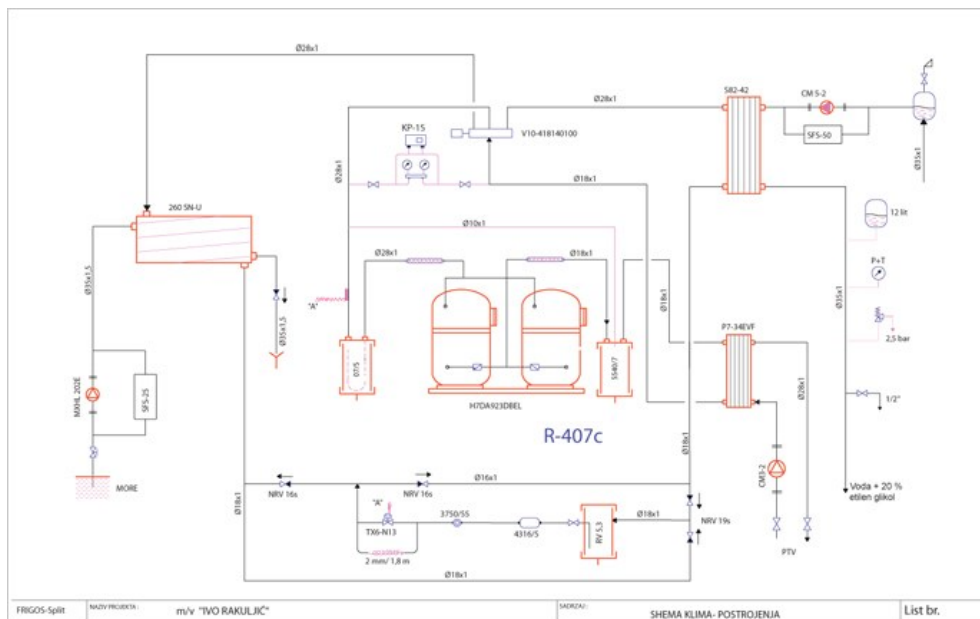 Ø28x1
S82-42
CM 5-2
Ø28x1
SFS-50
KP-15
V10-418140100
Ø28x1
Ø18x1
Ø35x1
260 SN-U
Ø10x1
12 lit
Ø35x1,5
Ø28x1
Ø18x1
P+T
"A"
Ø18x1
Ø35x1
Ø35x1,5
P7-34EVF
2,5 bar
07/5
SS40/7
MXHL 202E
SFS-25
H7DA923DBEL
Ø28x1
1/2"
R-407c
Ø18x1
CM3-2
MORE
NRV 16s
NRV 16s
Ø16x1
Voda + 20 %
etilen glikol
"A"
3750/55
Ø18x1
RV 5,3
Ø18x1
NRV 19s
TX6-N13
4316/5
PTV
2 mm/ 1,8 m
Ø18x1
FRIGOS-Split
NAZIV PROJEKTA :
m/v "IVO RAKULJIĆ"
SADRZAJ :
SHEMA KLIMA- POSTROJENJA
List br.